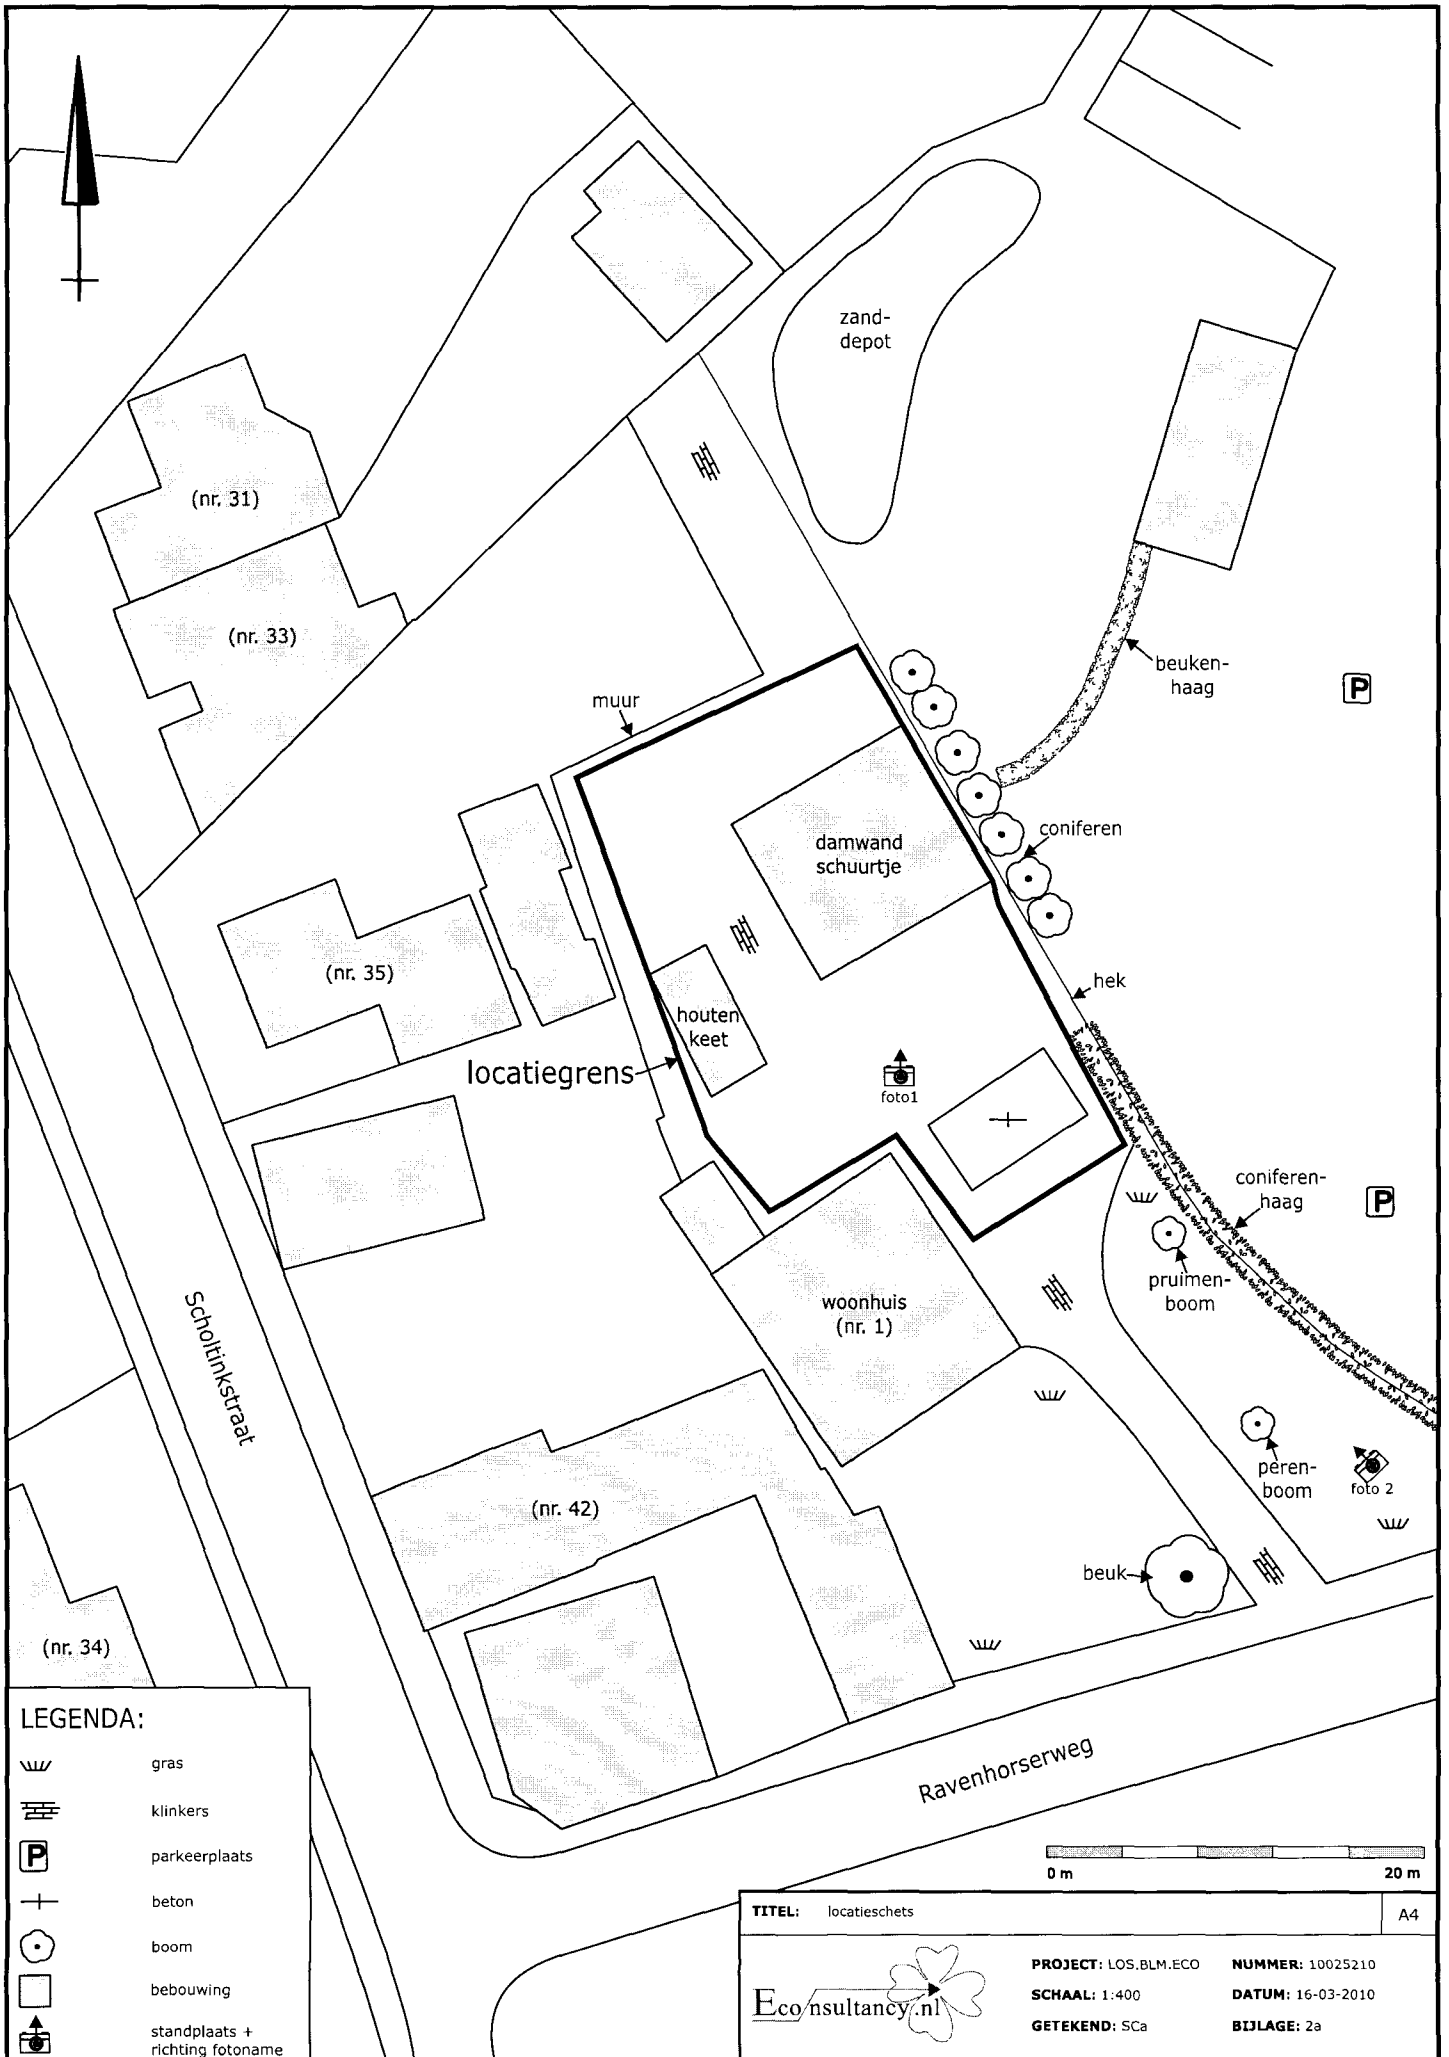 zand-
depot
(nr. 31)
(nr. 33)
beuken-
haag
P
muur
coniferen
damwand
schuurtje
(nr. 35)
hek
houten
keet
locatiegrens
foto1
coniferen-
haag
P
pruimen-
boom
woonhuis
(nr. 1)
Scholtinkstraat
peren-
boom
foto 2
(nr. 42)
beuk
(nr. 34)
Ravenhorserweg
LEGENDA:
gras
klinkers
P parkeerplaats
beton
boom
bebouwing
standplaats +
richting fotoname
0 m 20 m
TITEL: locatieschets A4
Econsultancy.nl
PROJECT: LOS.BLM.ECO NUMMER: 10025210
SCHAAL: 1:400 DATUM: 16-03-2010
GETEKEND: SCa BIJLAGE: 2a